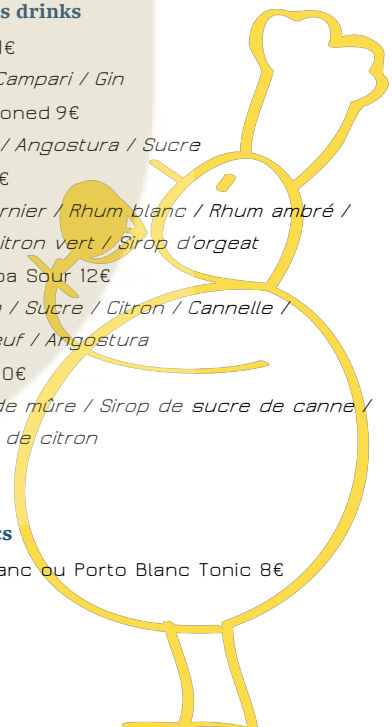 s drinks
€
Campari / Gin
oned 9€
/ Angostura / Sucre
€
rnier / Rhum blanc / Rhum ambré /
itron vert / Sirop d'orgeat
Sour 12€
/ Sucre / Citron / Cannelle /
euf / Angostura
0€
de mûre / Sirop de sucre de canne /
de citron
cs
anc ou Porto Blanc Tonic 8€